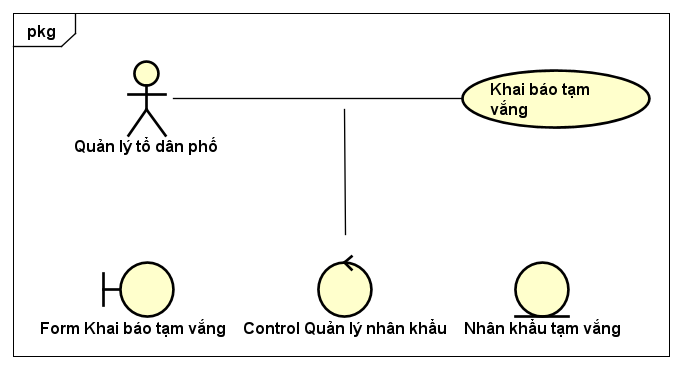 pkg
Khai báo tạm
vắng
Quản lý tổ dân phố
Form Khai báo tạm vắng
Control Quản lý nhân khẩu
Nhân khẩu tạm vắng